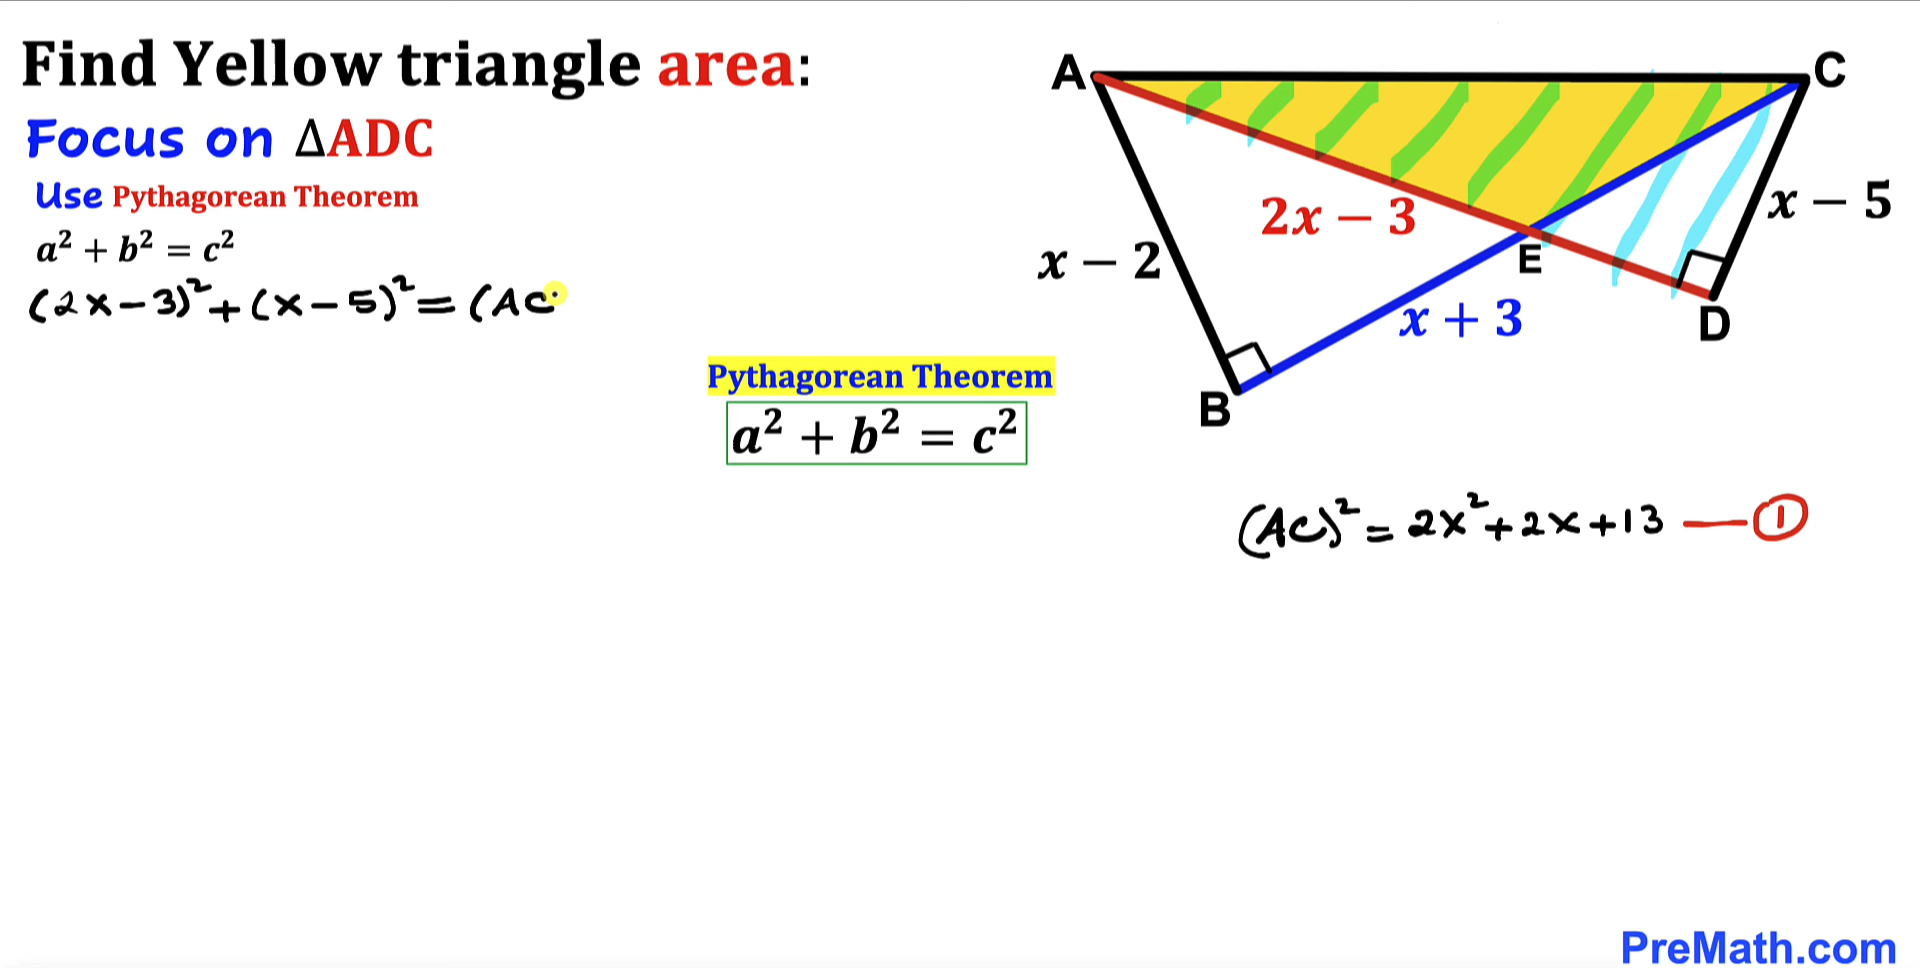 Find Yellow triangle area:
Focus on ΔADC
Use Pythagorean Theorem
a² + b² = c²
(2x-3)²+(x-5)²=(AC
Pythagorean Theorem
a² + b² = c²
A
C
2x − 3
x − 5
x − 2
E
x + 3
D
B
(AC)²=2x²+2x+13 —①
PreMath.com